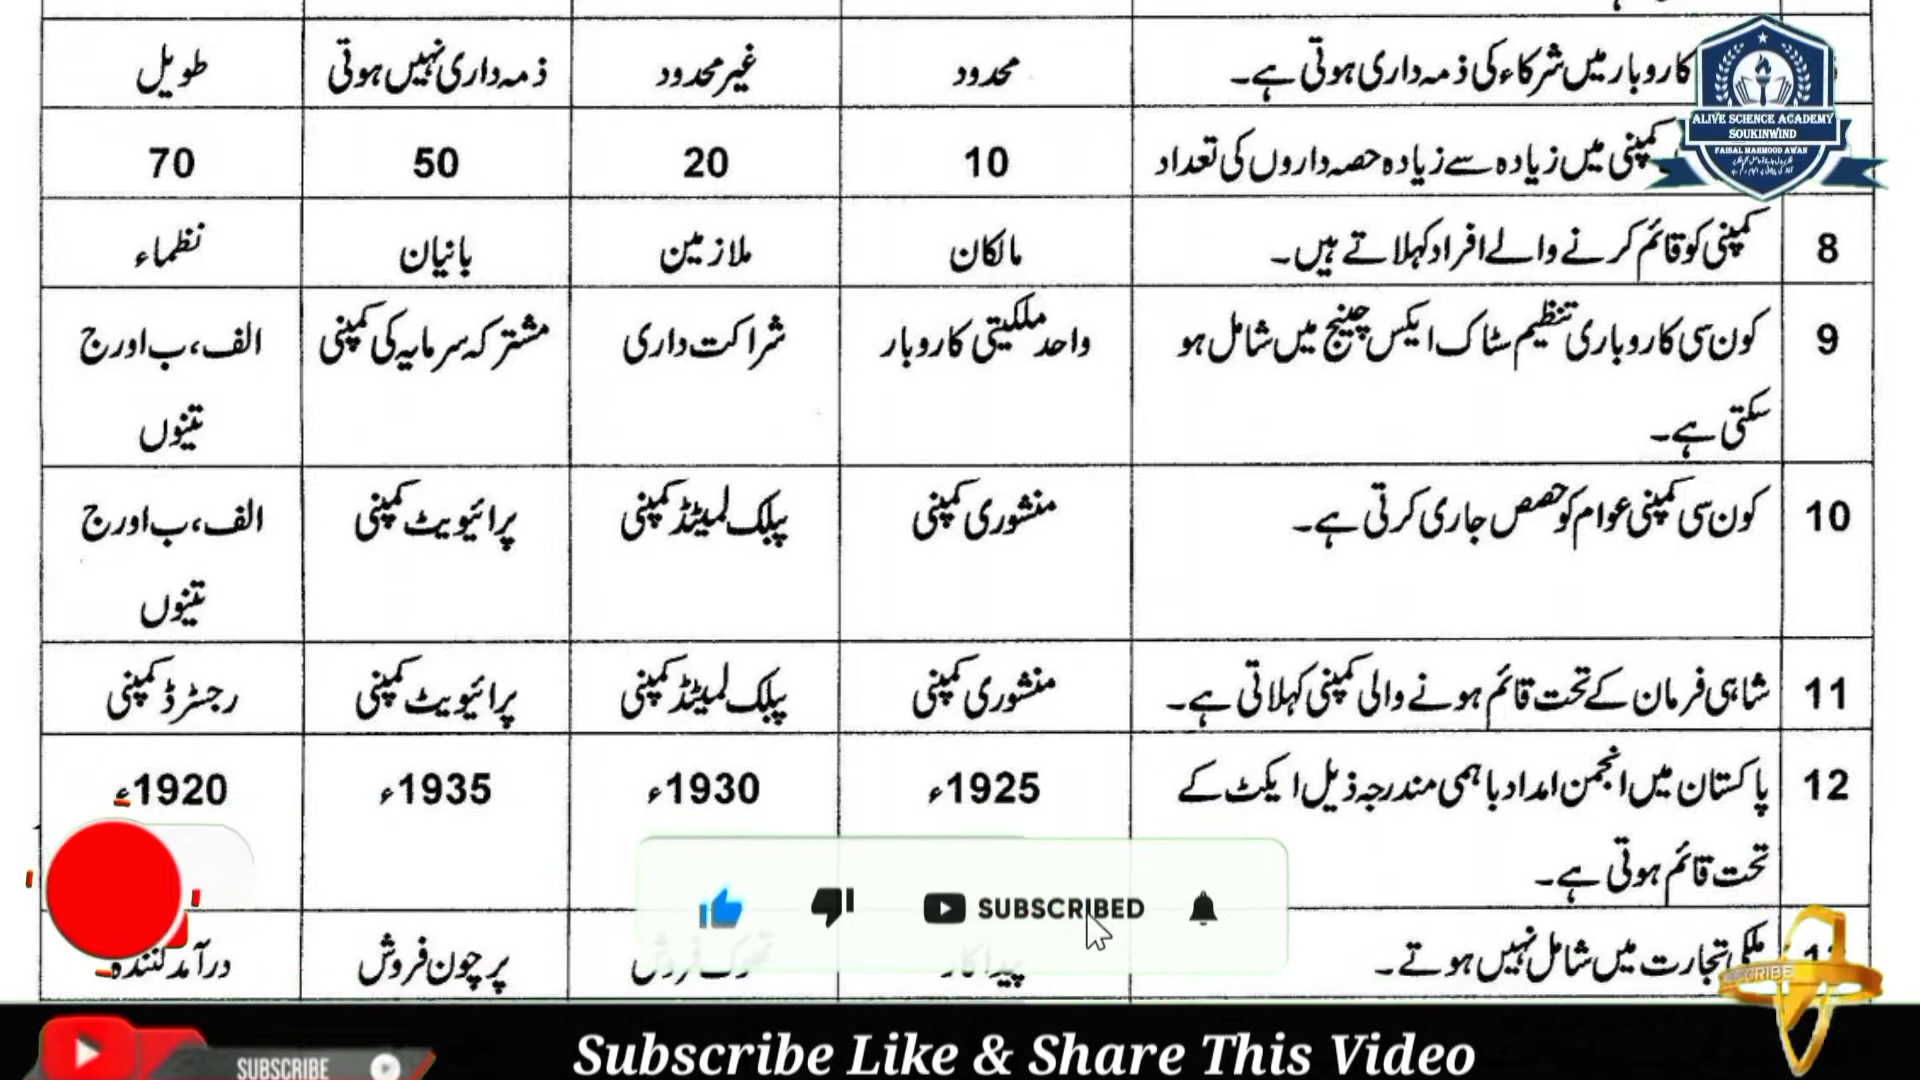 کاروبار میں شرکاء کی ذمہ داری ہوتی ہے۔ محدود غیر محدود ذمہ داری نہیں ہوتی طویل
کمپنی میں زیادہ سے زیادہ حصہ داروں کی تعداد 10 20 50 70
8 کمپنی کو قائم کرنے والے افراد کہلاتے ہیں۔ مالکان ملازمین بانیان نظماء
9 کون سی کاروباری تنظیم سٹاک ایکس چینج میں شامل ہو واحد ملکیتی کاروبار شراکت داری مشترکہ سرمایہ کی کمپنی الف، ب اور ج
سکتی ہے۔ تینوں
10 کون سی کمپنی عوام کو حصص جاری کرتی ہے۔ منشوری کمپنی پبلک لمیٹڈ کمپنی پرائیویٹ کمپنی الف، ب اور ج
تینوں
11 شاہی فرمان کے تحت قائم ہونے والی کمپنی کہلاتی ہے۔ منشوری کمپنی پبلک لمیٹڈ کمپنی پرائیویٹ کمپنی رجسٹرڈ کمپنی
12 پاکستان میں انجمن امداد باہمی مندرجہ ذیل ایکٹ کے 1925ء 1930ء 1935ء 1920ء
تحت قائم ہوتی ہے۔
ملکی تجارت میں شامل نہیں ہوتے۔ پیداکار تھوک فروش پرچون فروش درآمد کنندہ
ALIVE SCIENCE ACADEMY
SOUKINWIND
FAISAL MAHMOOD AWAN
SUBSCRIBED
SUBSCRIBE
Subscribe Like & Share This Video